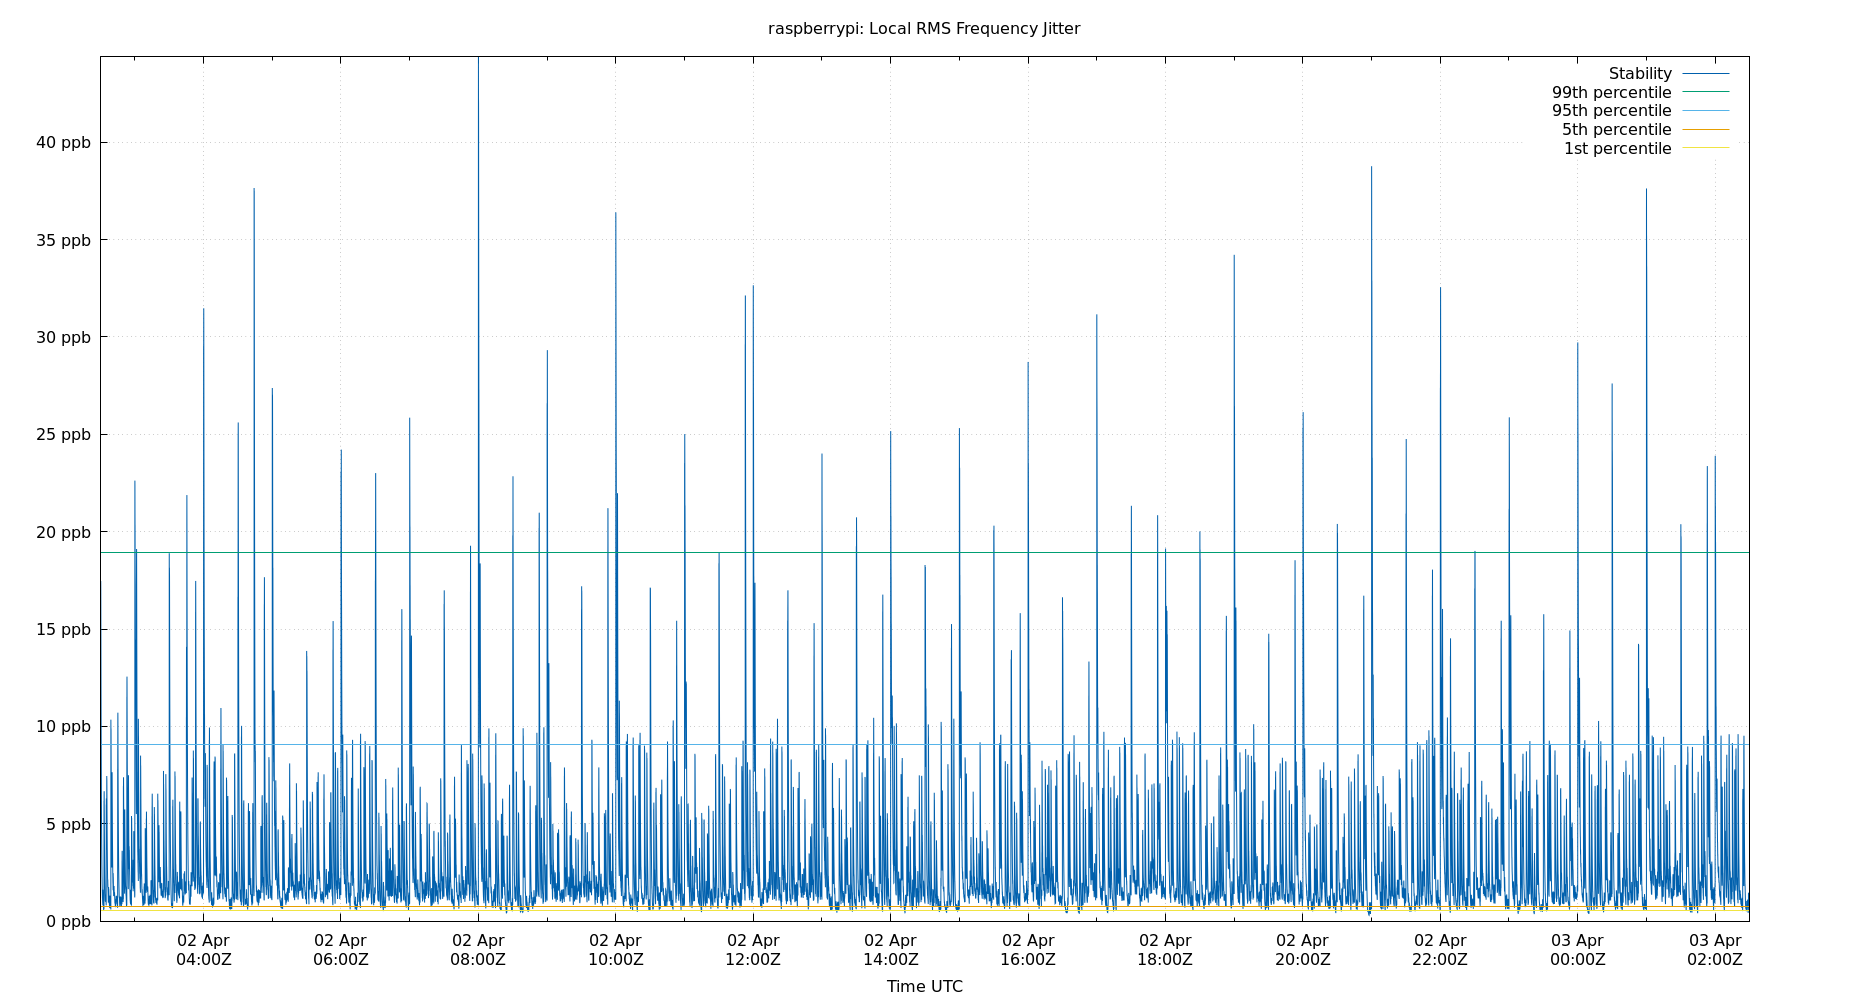 raspberrypi: Local RMS Frequency Jitter
Stability
99th percentile
95th percentile
5th percentile
1st percentile
40 ppb
35 ppb
30 ppb
25 ppb
20 ppb
15 ppb
10 ppb
5 ppb
0 ppb
02 Apr 02 Apr 02 Apr 02 Apr 02 Apr 02 Apr 02 Apr 02 Apr 02 Apr 02 Apr 03 Apr 03 Apr
04:00Z 06:00Z 08:00Z 10:00Z 12:00Z 14:00Z 16:00Z 18:00Z 20:00Z 22:00Z 00:00Z 02:00Z
Time UTC